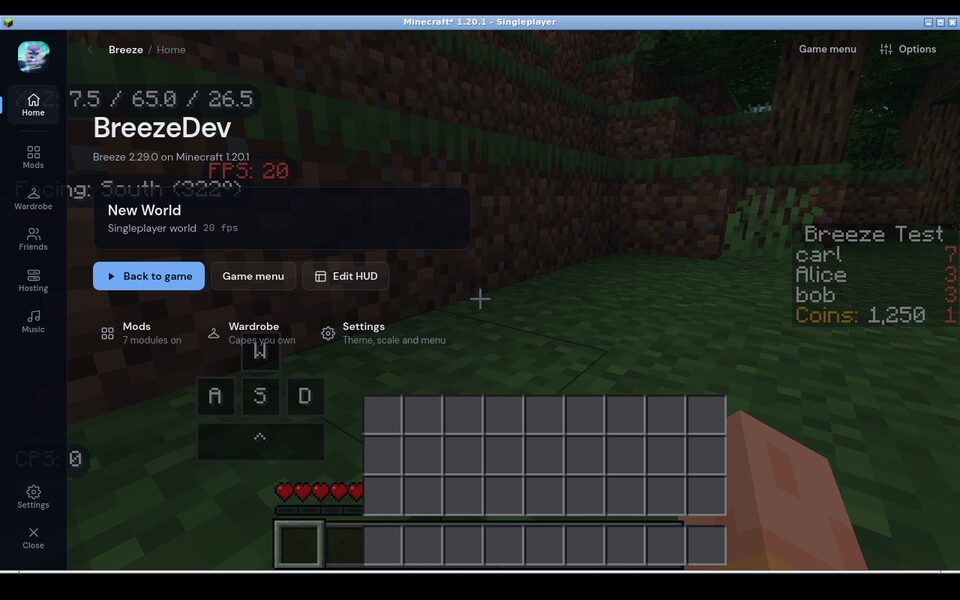 Minecraft* 1.20.1 - Singleplayer
Breeze / Home
Game menu
Options
7.5 / 65.0 / 26.5
Home
BreezeDev
Breeze 2.29.0 on Minecraft 1.20.1
FPS: 20
Mods
Facing: South (322°)
Wardrobe
New World
Singleplayer world 20 fps
Friends
Breeze Test
carl 7
Alice 3
bob 3
Coins: 1,250 1
Hosting
Back to game
Game menu
Edit HUD
Music
Mods
7 modules on
Wardrobe
Capes you own
Settings
Theme, scale and menu
W
A S D
^
CPS: 0
Settings
Close